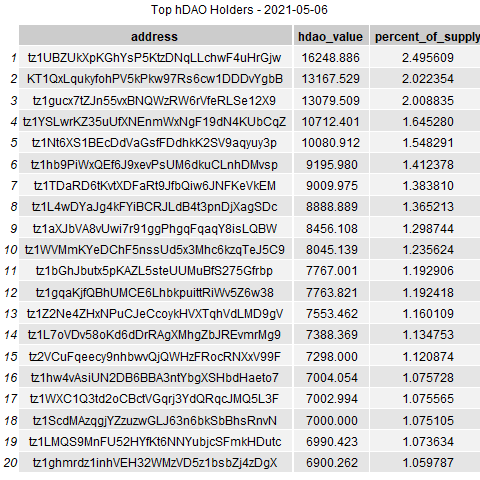 Top hDAO Holders - 2021-05-06
address hdao_value percent_of_supply
1 tz1UBZUkXpKGhYsP5KtzDNqLLchwF4uHrGjw 16248.886 2.495609
2 KT1QxLqukyfohPV5kPkw97Rs6cw1DDDvYgbB 13167.529 2.022354
3 tz1gucx7tZJn55vxBNQWzRW6rVfeRLSe12X9 13079.509 2.008835
4 tz1YSLwrKZ35uUfXNEnmWxNgF19dN4KUbCqZ 10712.401 1.645280
5 tz1Nt6XS1BEcDdVaGsfFDdhkK2SV9aqyuy3p 10080.912 1.548291
6 tz1hb9PiWxQEf6J9xevPsUM6dkuCLnhDMvsp 9195.980 1.412378
7 tz1TDaRD6tKvtXDFaRt9JfbQiw6JNFKeVkEM 9009.975 1.383810
8 tz1L4wDYaJg4kFYiBCRJLdB4t3pnDjXagSDc 8888.889 1.365213
9 tz1aXJbVA8vUwi7r91ggPhgqFqaqY8isLQBW 8456.108 1.298744
10 tz1WVMmKYeDChF5nssUd5x3Mhc6kzqTeJ5C9 8045.139 1.235624
11 tz1bGhJbutx5pKAZL5steUUMuBfS275Gfrbp 7767.001 1.192906
12 tz1gqaKjfQBhUMCE6LhbkpuittRiWv5Z6w38 7763.821 1.192418
13 tz1Z2Ne4ZHxNPuCJeCcoykHVXTqhVdLMD9gV 7553.462 1.160109
14 tz1L7oVDv58oKd6dDrRAgXMhgZbJREvmrMg9 7388.369 1.134753
15 tz2VCuFqeecy9nhbwvQjQWHzFRocRNXxV99F 7298.000 1.120874
16 tz1hw4vAsiUN2DB6BBA3ntYbgXSHbdHaeto7 7004.054 1.075728
17 tz1WXC1Q3td2oCBctVGqrj3YdQRqcJMQ5L3F 7002.994 1.075565
18 tz1ScdMAzqgjYZzuzwGLJ63n6bkSbBhsRnvN 7000.000 1.075105
19 tz1LMQS9MnFU52HYfKt6NNYubjcSFmkHDutc 6990.423 1.073634
20 tz1ghmrdz1inhVEH32WMzVD5z1bsbZj4zDgX 6900.262 1.059787